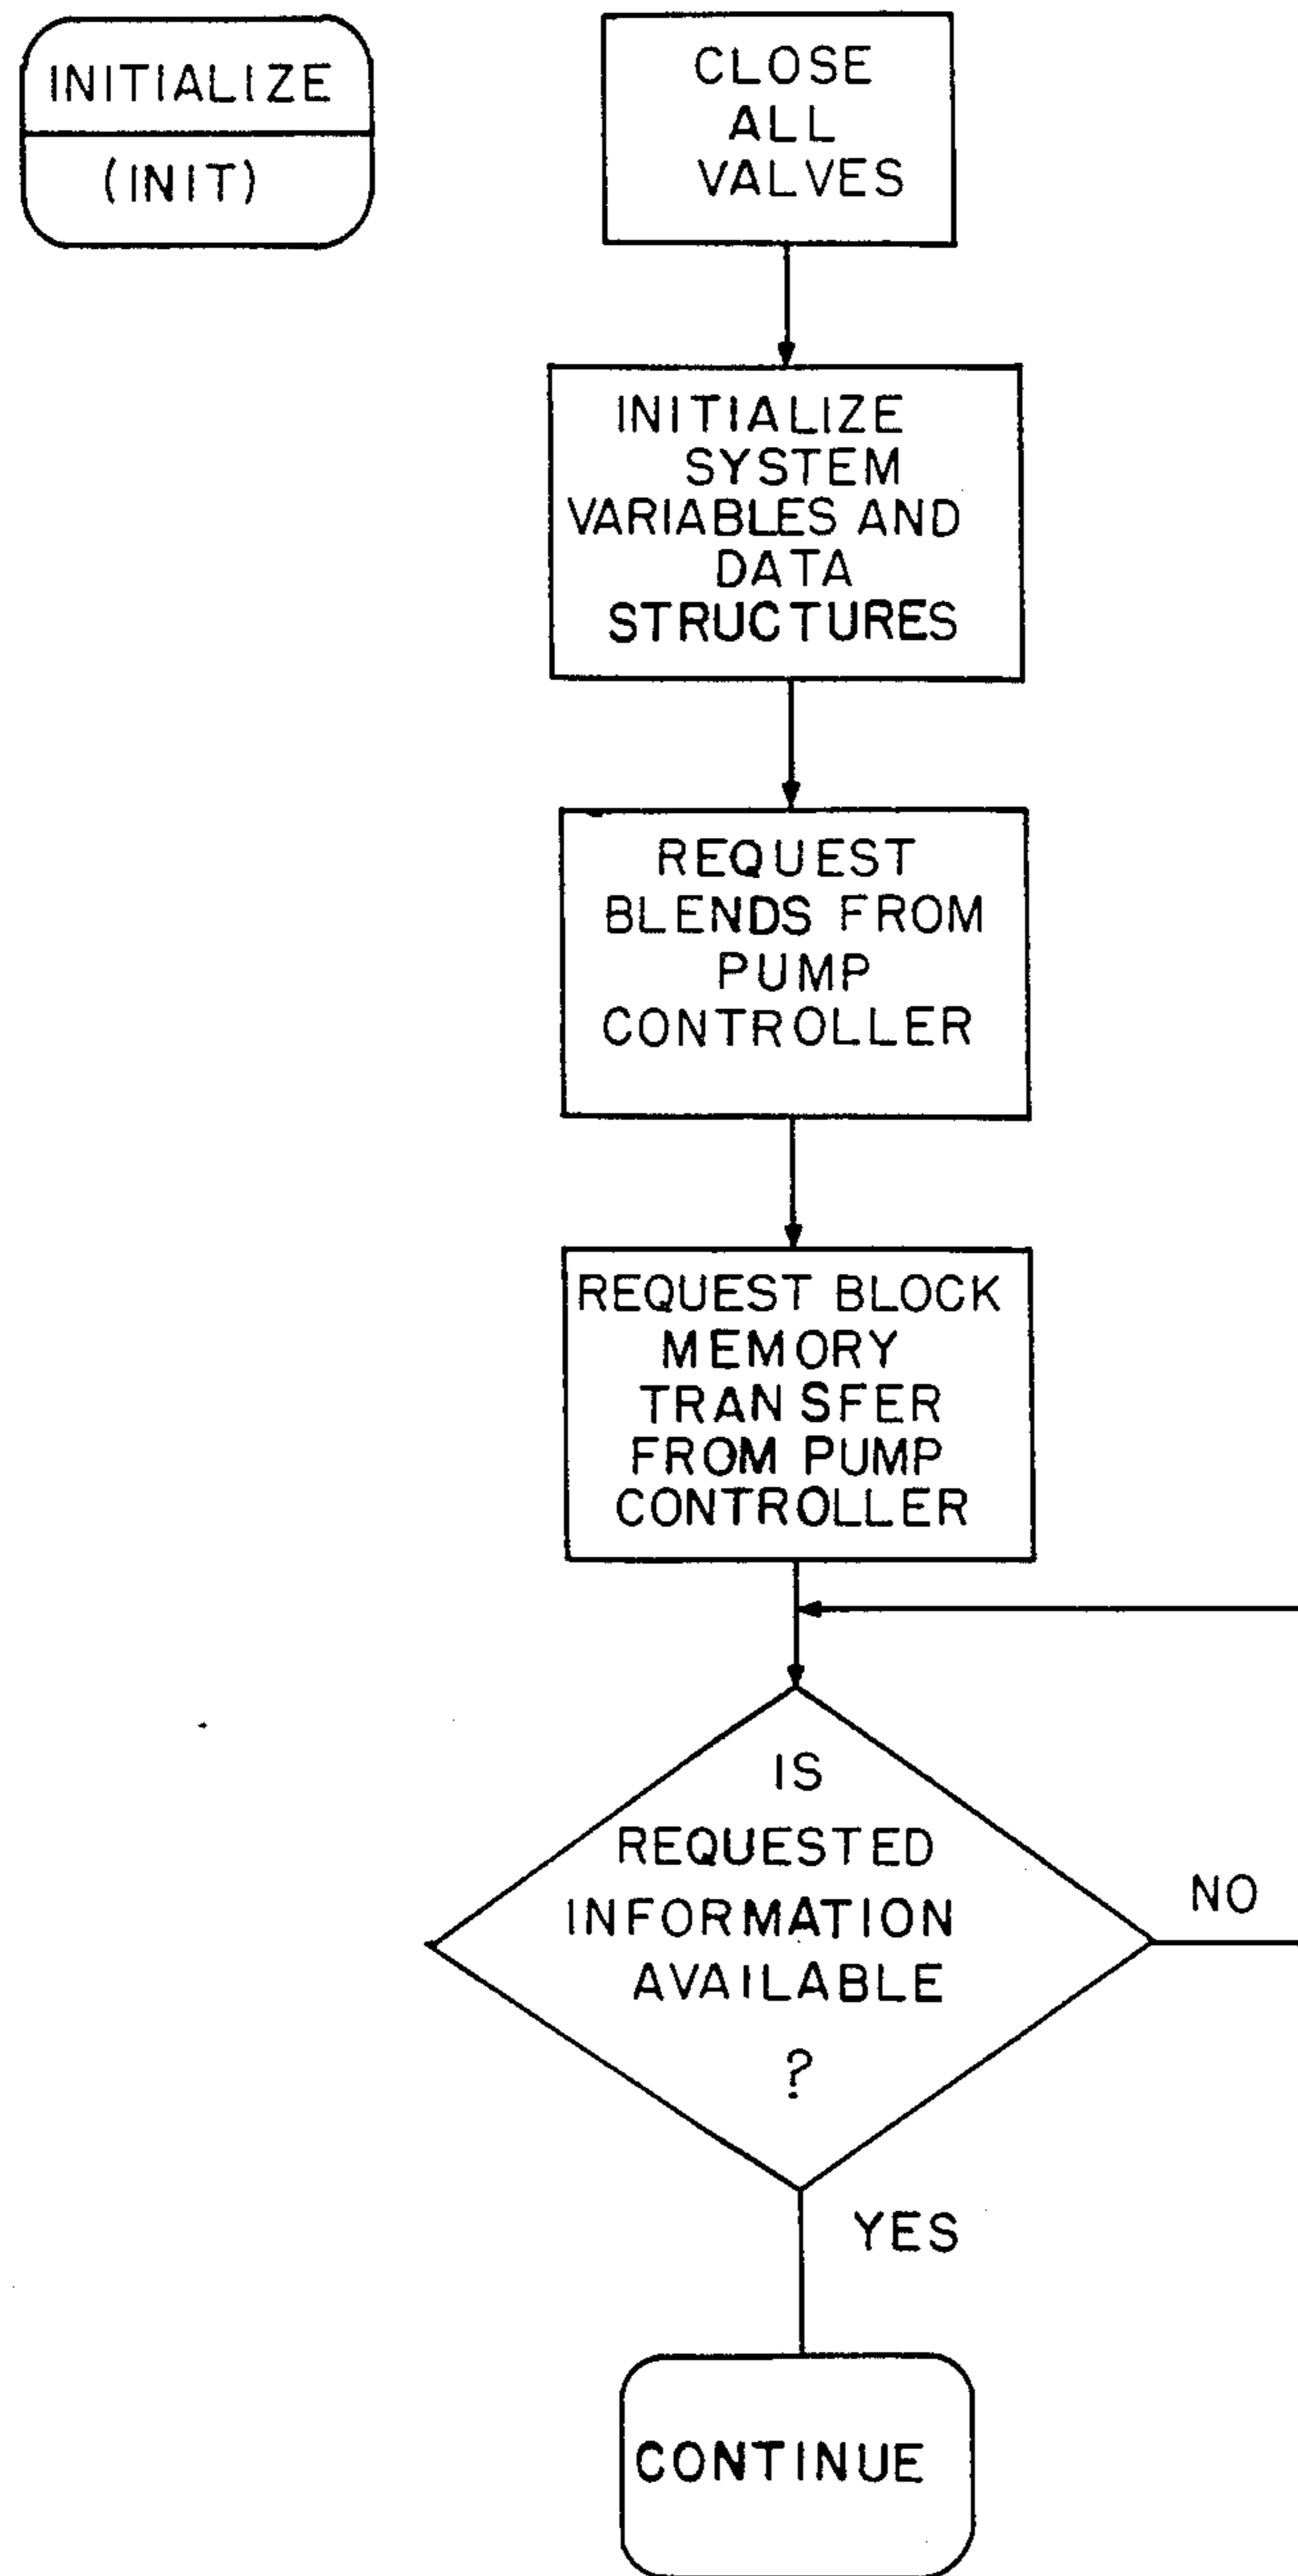 INITIALIZE
(INIT)
CLOSE
ALL
VALVES
INITIALIZE
SYSTEM
VARIABLES AND
DATA
STRUCTURES
REQUEST
BLENDS FROM
PUMP
CONTROLLER
REQUEST BLOCK
MEMORY
TRANSFER
FROM PUMP
CONTROLLER
IS
REQUESTED
INFORMATION
AVAILABLE
?
NO
YES
CONTINUE